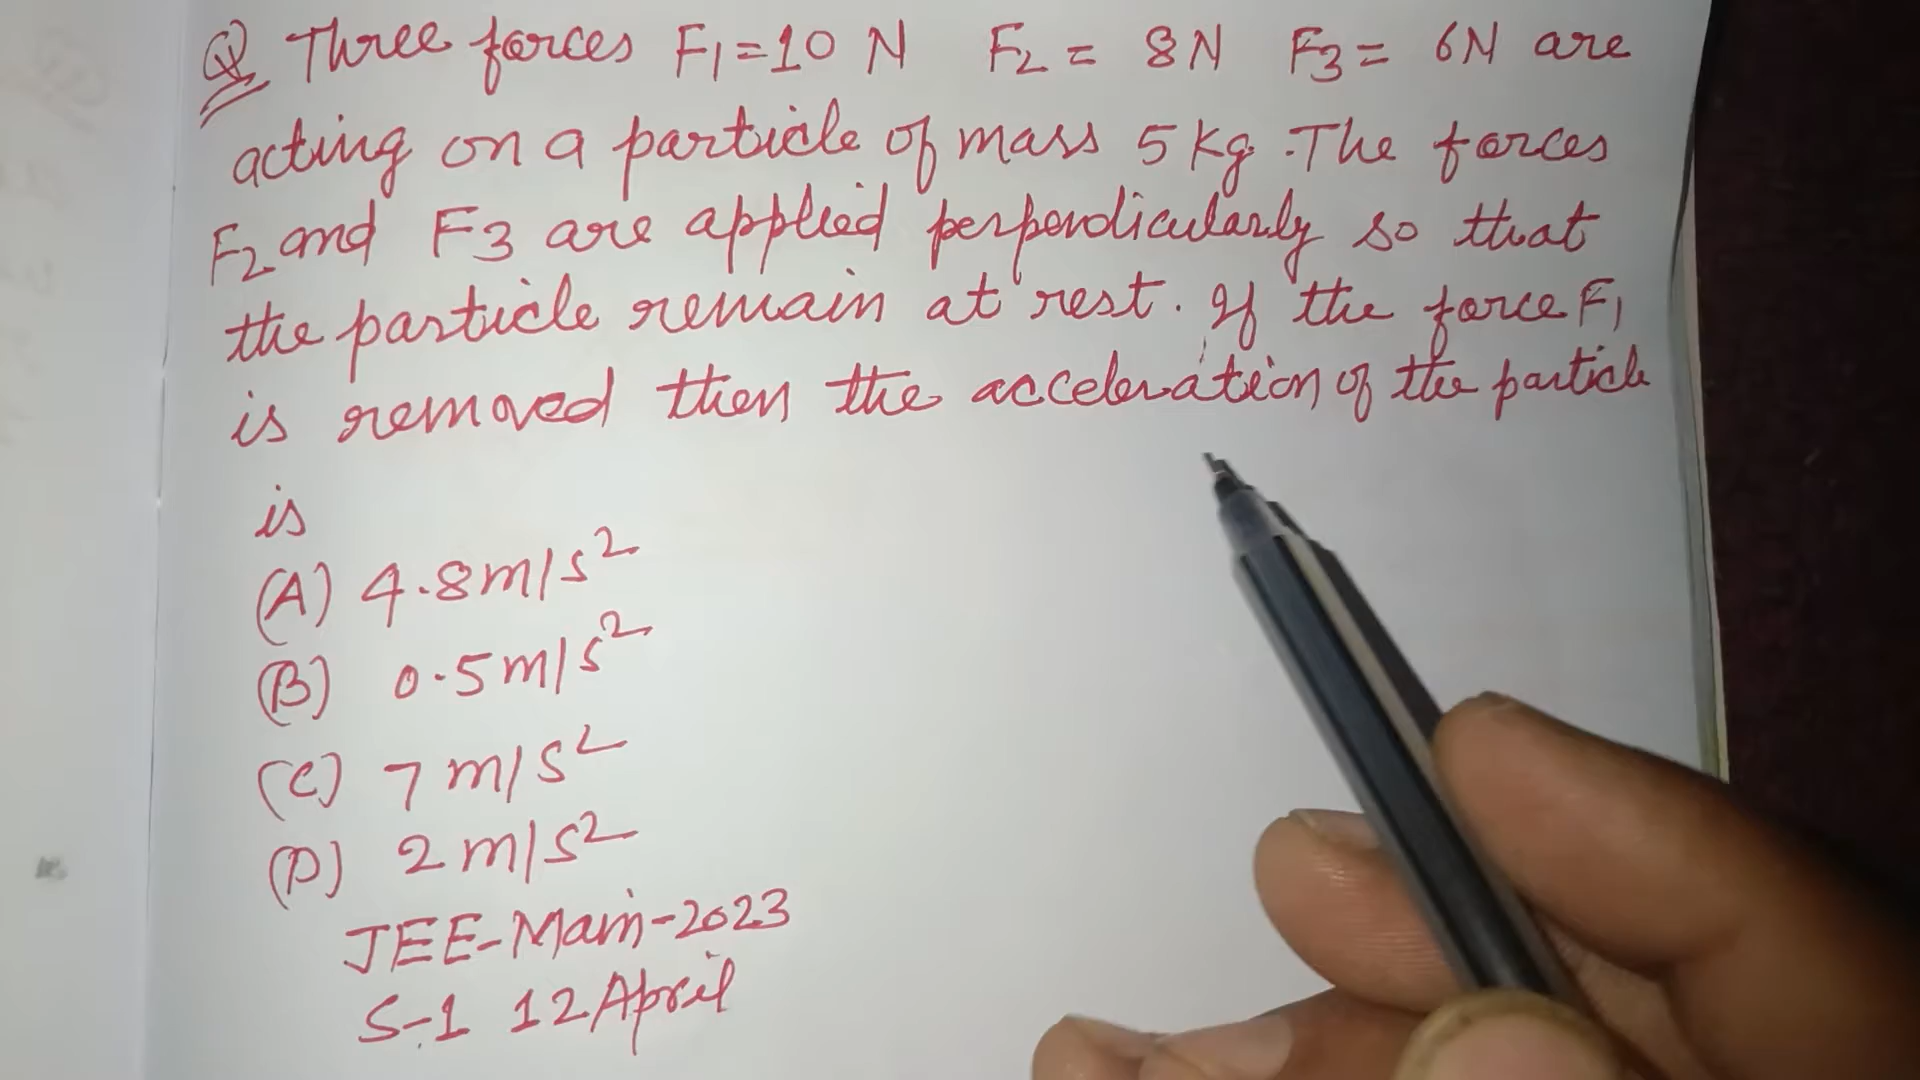 Q Three forces F1=10 N F2 = 8N F3= 6N are
acting on a particle of mass 5 kg. The forces
F2 and F3 are applied perpendicularly so that
the particle remain at rest. If the force F1
is removed then the acceleration of the particle
is
(A) 4.8 m/s²
(B) 0.5 m/s²
(C) 7 m/s²
(D) 2 m/s²
JEE-Main-2023
S-1 12 April